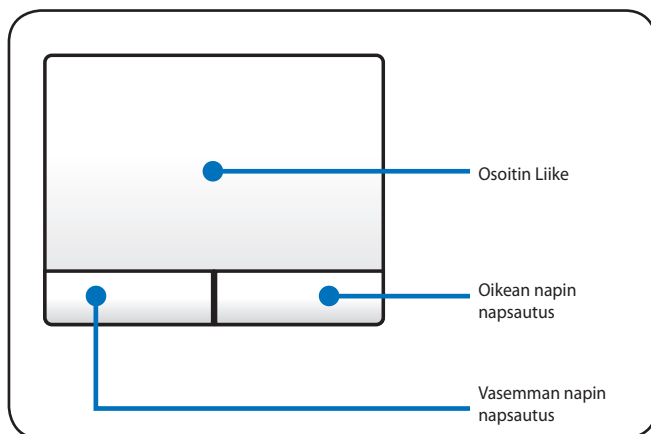 Osoitin Liike
Oikean napin
napsautus
Vasemman napin
napsautus